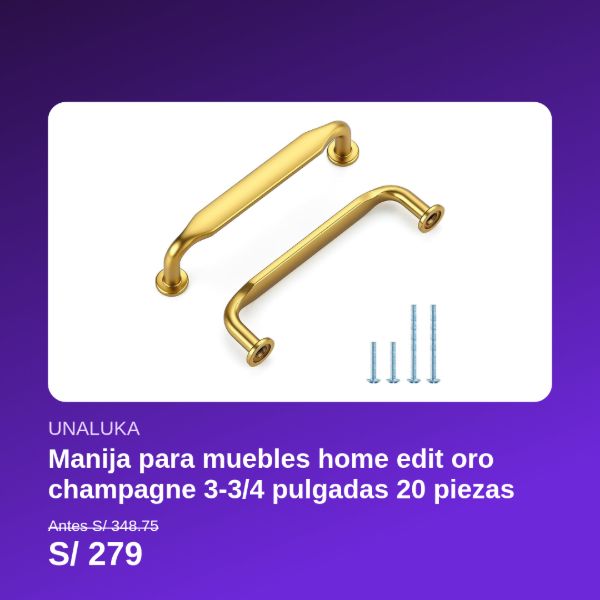 UNALUKA
Manija para muebles home edit oro
champagne 3-3/4 pulgadas 20 piezas
Antes S/ 348.75
S/ 279